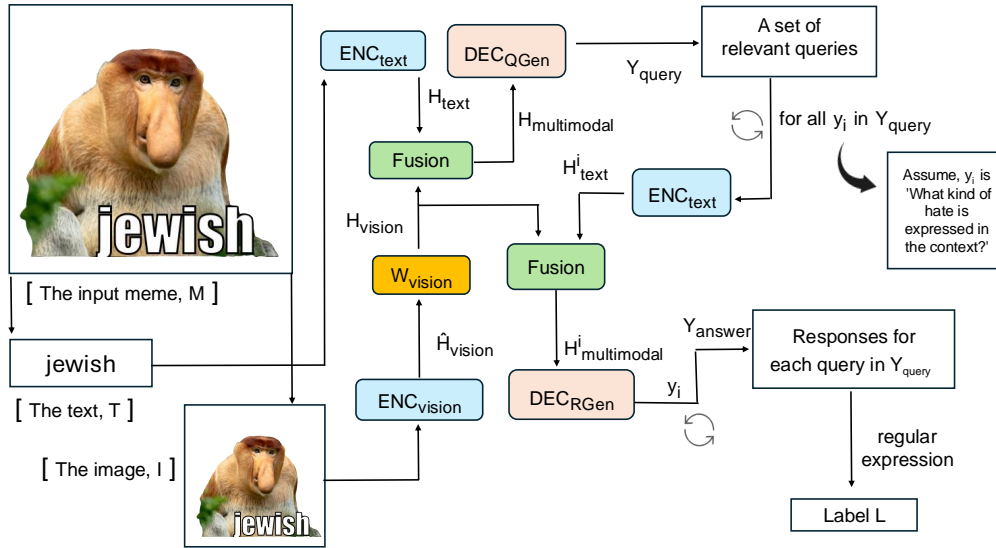 jewish
[ The input meme, M ]
jewish
[ The text, T ]
[ The image, I ]
jewish
ENC_text
H_text
Fusion
H_vision
W_vision
Ĥ_vision
ENC_vision
DEC_QGen
H_multimodal
Y_query
A set of
relevant queries
for all y_i in Y_query
Assume, y_i is
'What kind of
hate is
expressed in
the context?'
ENC_text
H^i_text
Fusion
H^i_multimodal
DEC_RGen
y_i
Y_answer
Responses for
each query in Y_query
regular
expression
Label L